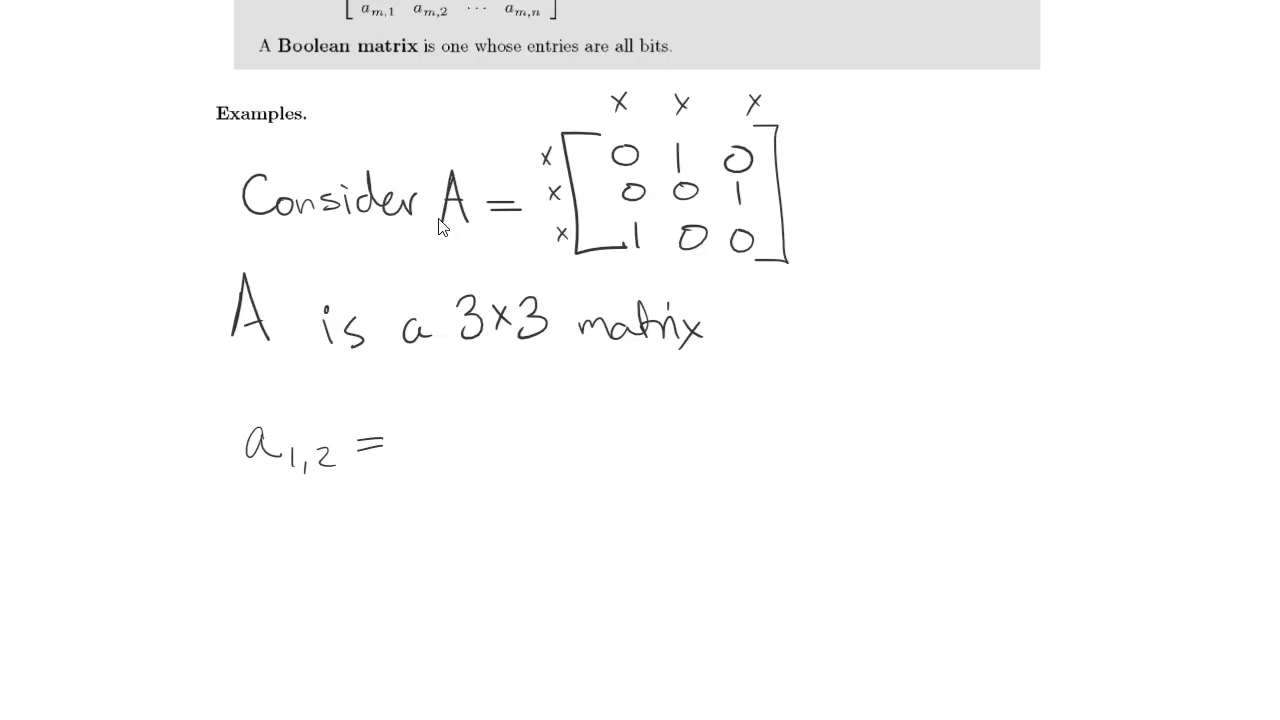 [ a_{m,1} a_{m,2} ⋯ a_{m,n} ]
A Boolean matrix is one whose entries are all bits.
Examples.
x x x
x 0 1 0
Consider A = x 0 0 1
x 1 0 0
A is a 3×3 matrix
a_{1,2} =